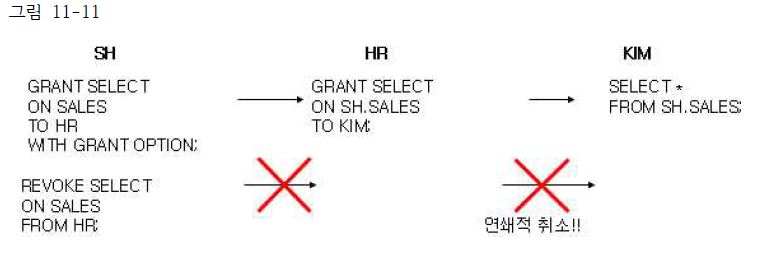 그림 11-11
SH
HR
KIM
GRANT SELECT
ON SALES
TO HR
WITH GRANT OPTION;
GRANT SELECT
ON SH.SALES
TO KIM;
SELECT *
FROM SH.SALES;
REVOKE SELECT
ON SALES
FROM HR;
연쇄적 취소!!